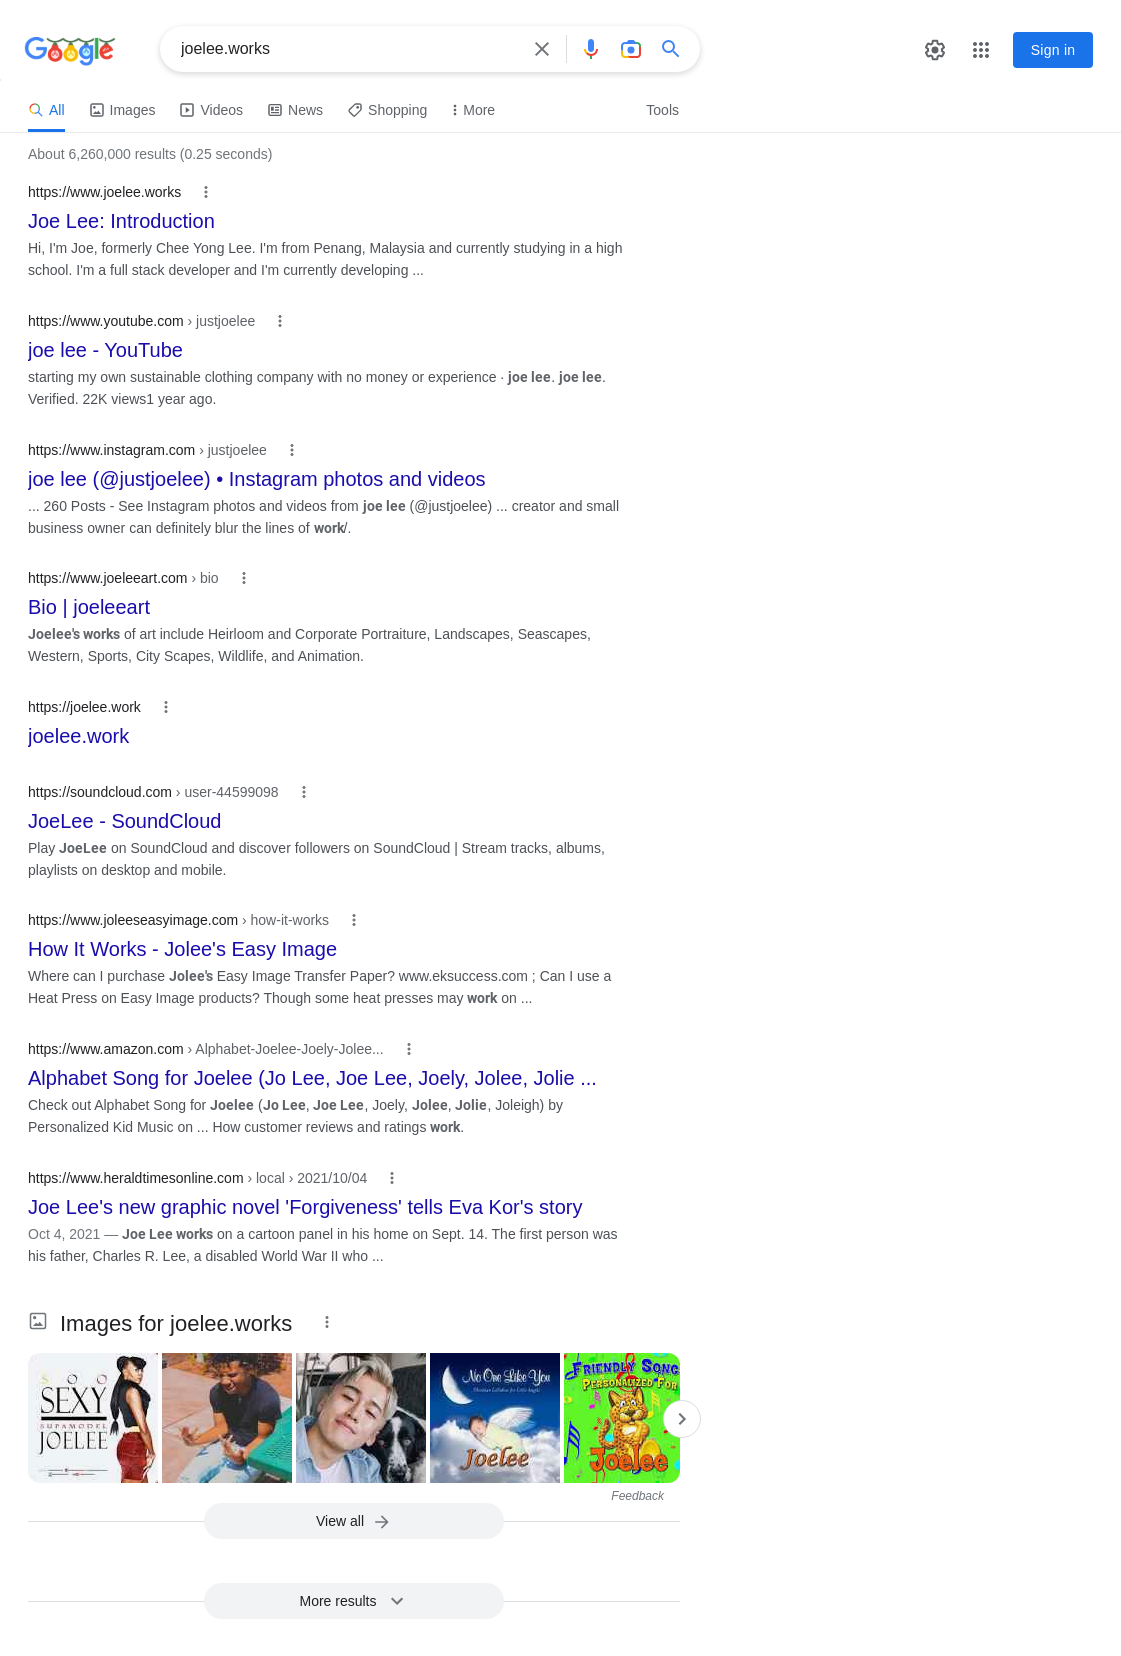 Google
joelee.works
Sign in
All Images Videos News Shopping More Tools
About 6,260,000 results (0.25 seconds)
https://www.joelee.works
Joe Lee: Introduction
Hi, I'm Joe, formerly Chee Yong Lee. I'm from Penang, Malaysia and currently studying in a high
school. I'm a full stack developer and I'm currently developing ...
https://www.youtube.com › justjoelee
joe lee - YouTube
starting my own sustainable clothing company with no money or experience · joe lee. joe lee.
Verified. 22K views1 year ago.
https://www.instagram.com › justjoelee
joe lee (@justjoelee) • Instagram photos and videos
... 260 Posts - See Instagram photos and videos from joe lee (@justjoelee) ... creator and small
business owner can definitely blur the lines of work/.
https://www.joeleeart.com › bio
Bio | joeleeart
Joelee's works of art include Heirloom and Corporate Portraiture, Landscapes, Seascapes,
Western, Sports, City Scapes, Wildlife, and Animation.
https://joelee.work
joelee.work
https://soundcloud.com › user-44599098
JoeLee - SoundCloud
Play JoeLee on SoundCloud and discover followers on SoundCloud | Stream tracks, albums,
playlists on desktop and mobile.
https://www.joleeseasyimage.com › how-it-works
How It Works - Jolee's Easy Image
Where can I purchase Jolee's Easy Image Transfer Paper? www.eksuccess.com ; Can I use a
Heat Press on Easy Image products? Though some heat presses may work on ...
https://www.amazon.com › Alphabet-Joelee-Joely-Jolee...
Alphabet Song for Joelee (Jo Lee, Joe Lee, Joely, Jolee, Jolie ...
Check out Alphabet Song for Joelee (Jo Lee, Joe Lee, Joely, Jolee, Jolie, Joleigh) by
Personalized Kid Music on ... How customer reviews and ratings work.
https://www.heraldtimesonline.com › local › 2021/10/04
Joe Lee's new graphic novel 'Forgiveness' tells Eva Kor's story
Oct 4, 2021 — Joe Lee works on a cartoon panel in his home on Sept. 14. The first person was
his father, Charles R. Lee, a disabled World War II who ...
Images for joelee.works
SOO
SEXY
SUPAMODEL
JOELEE
No One Like You
Joelee
FRIENDLY SONG
PERSONALIZED FOR
Joelee
Feedback
View all
More results